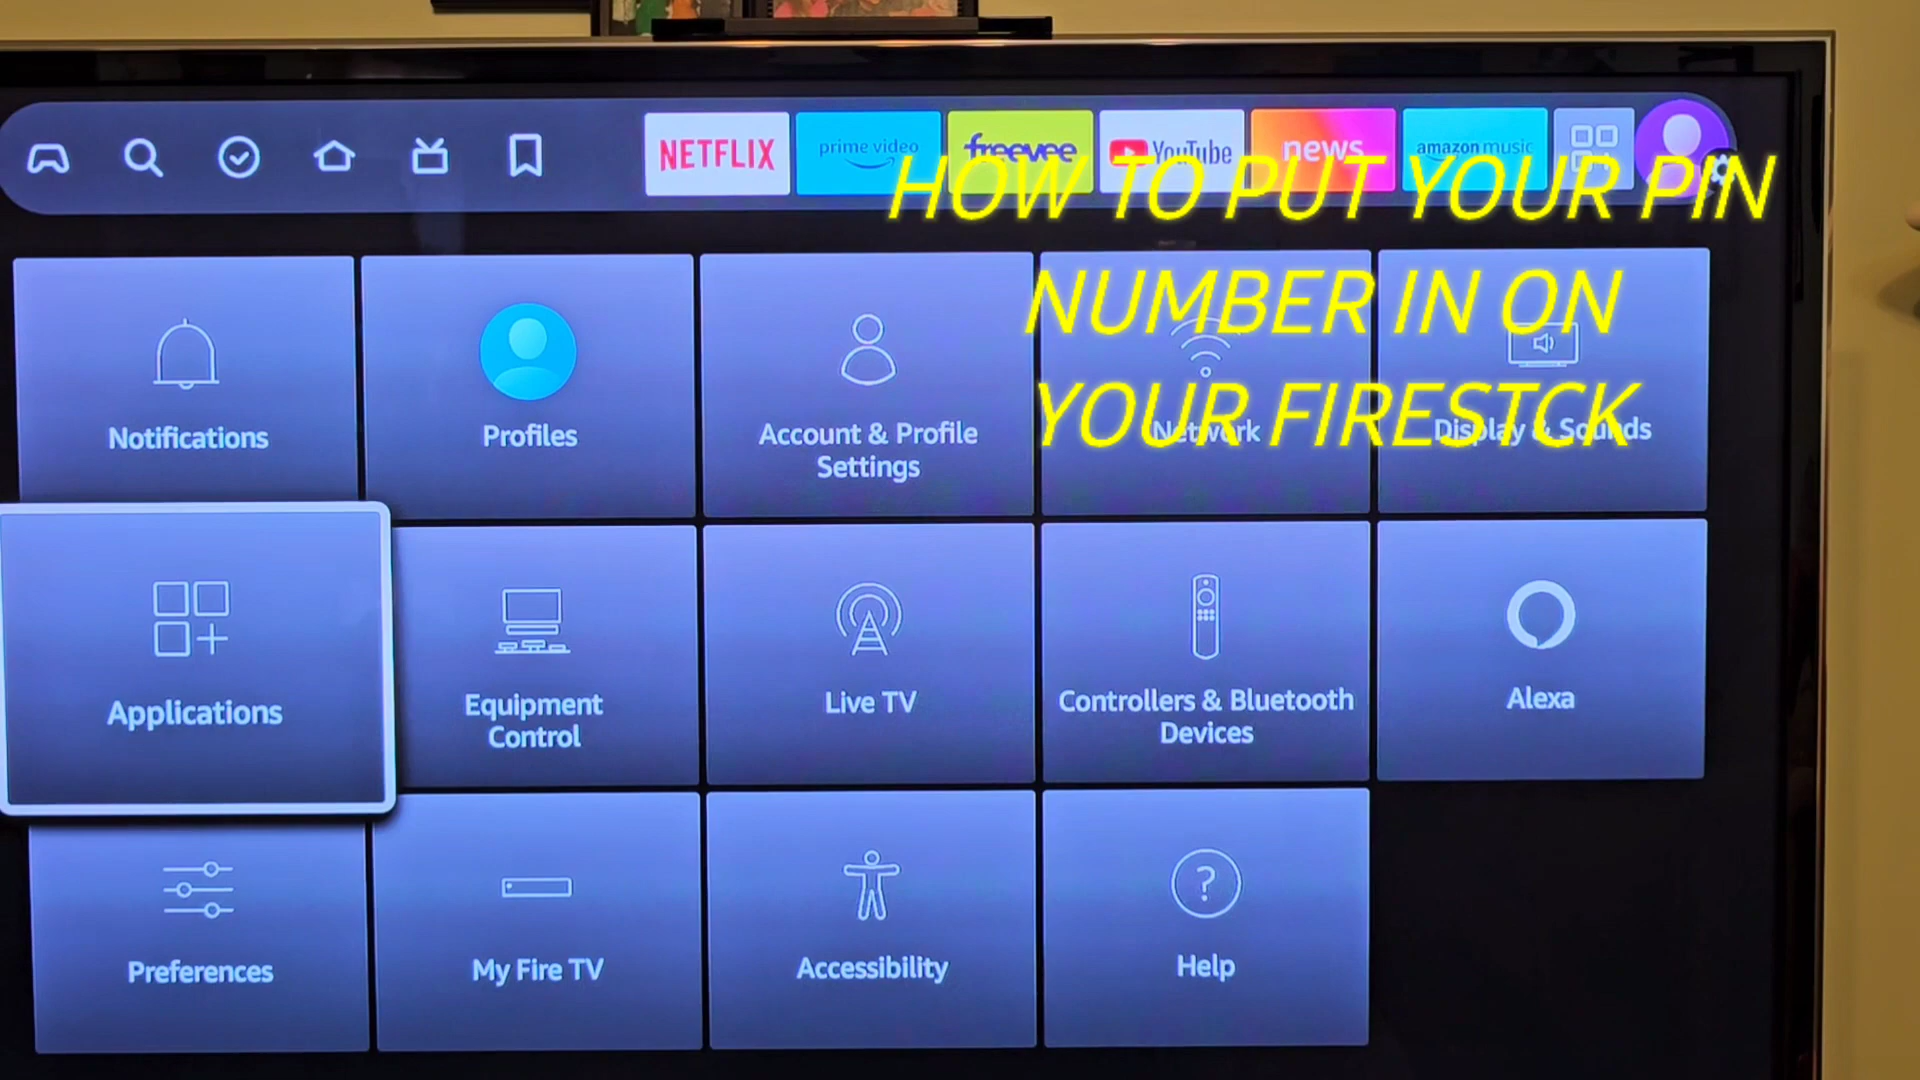 NETFLIX
prime video
freevee
YouTube
news
amazon music
HOW TO PUT YOUR PIN
NUMBER IN ON
YOUR FIRESTCK
Notifications
Profiles
Account & Profile
Settings
Network
Display & Sounds
Applications
Equipment
Control
Live TV
Controllers & Bluetooth
Devices
Alexa
Preferences
My Fire TV
Accessibility
?
Help